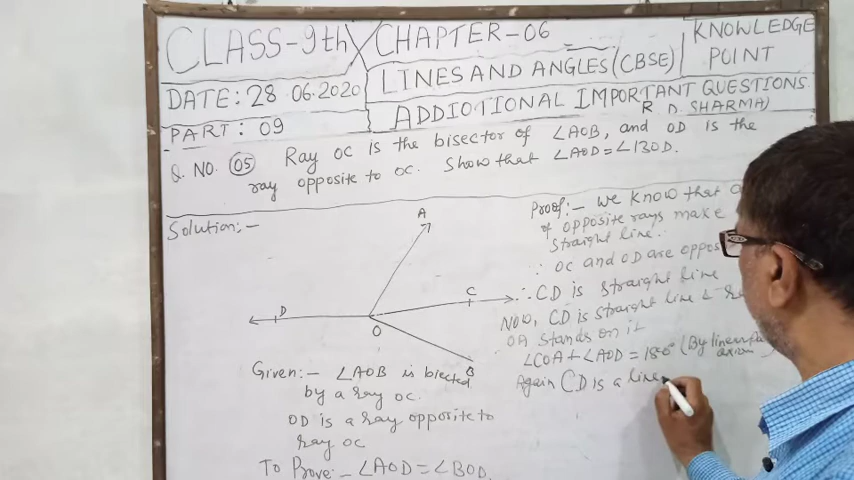 CLASS-9th
CHAPTER-06
KNOWLEDGE POINT
LINES AND ANGLES (CBSE)
DATE: 28 06.2020
ADDIOTIONAL IMPORTANT QUESTIONS
R D. SHARMA)
PART: 09
Q. NO. 05 Ray OC is the bisector of ∠AOB, and OD is the
ray opposite to OC. Show that ∠AOD = ∠BOD.
Solution:-
A
D
C
O
B
Given:- ∠AOB is bisected
by a ray OC.
OD is a ray opposite to
ray OC
To Prove:- ∠AOD = ∠BOD.
Proof:- We know that
of opposite rays make
straight line.
∵ OC and OD are
∴ CD is straight line
Now, CD is straight line &
OA stands on it
∠COA + ∠AOD = 180° (By
axiom)
Again CD is a line